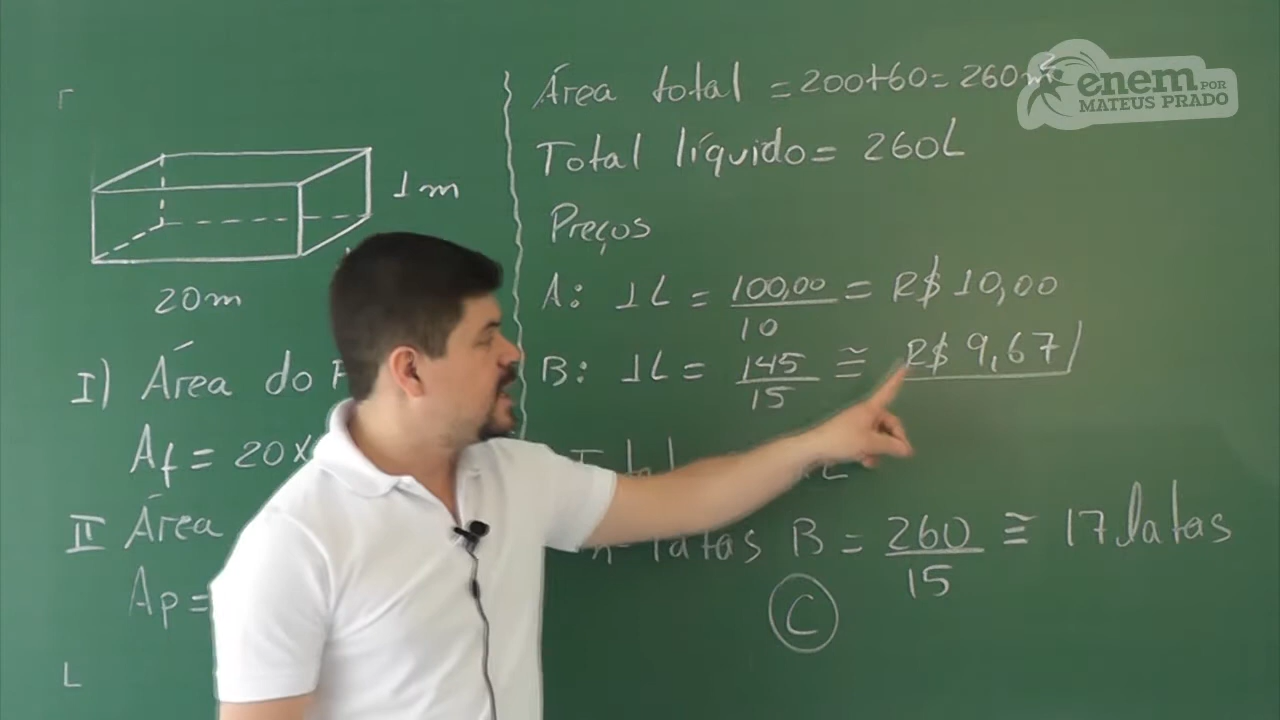 enem POR
MATEUS PRADO
1m
20m
I) Área do
Af = 20x
II Área
Ap =
Área total = 200+60 = 260m²
Total líquido = 260L
Preços
A: 1L = 100,00/10 = R$ 10,00
B: 1L = 145/15 ≅ R$ 9,67
latas B = 260/15 ≅ 17 latas
C